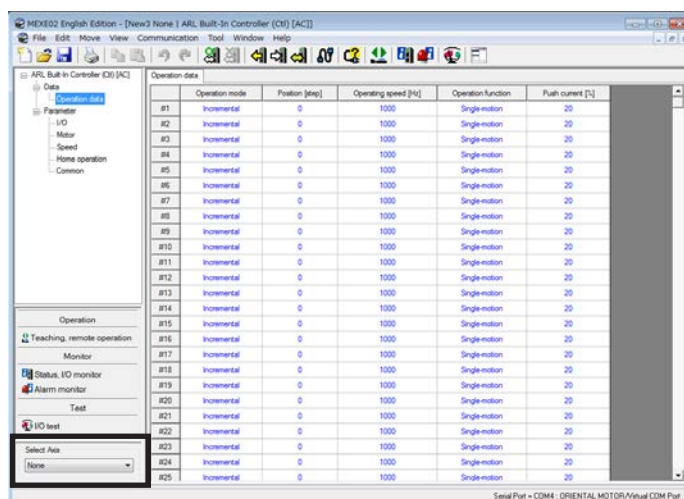 MEXE02 English Edition - [New3 None | ARL Built-In Controller (Ctl) [AC]]
File Edit Move View Communication Tool Window Help
ARL Built-In Controller (Ctl) [AC]
Data
Operation data
Parameter
I/O
Motor
Speed
Home operation
Common
Operation
Teaching, remote operation
Monitor
Status, I/O monitor
Alarm monitor
Test
I/O test
Select Axis
None
Operation data
Operation mode Position [step] Operating speed [Hz] Operation function Push current [%]
#1 Incremental 0 1000 Single-motion 20
#2 Incremental 0 1000 Single-motion 20
#3 Incremental 0 1000 Single-motion 20
#4 Incremental 0 1000 Single-motion 20
#5 Incremental 0 1000 Single-motion 20
#6 Incremental 0 1000 Single-motion 20
#7 Incremental 0 1000 Single-motion 20
#8 Incremental 0 1000 Single-motion 20
#9 Incremental 0 1000 Single-motion 20
#10 Incremental 0 1000 Single-motion 20
#11 Incremental 0 1000 Single-motion 20
#12 Incremental 0 1000 Single-motion 20
#13 Incremental 0 1000 Single-motion 20
#14 Incremental 0 1000 Single-motion 20
#15 Incremental 0 1000 Single-motion 20
#16 Incremental 0 1000 Single-motion 20
#17 Incremental 0 1000 Single-motion 20
#18 Incremental 0 1000 Single-motion 20
#19 Incremental 0 1000 Single-motion 20
#20 Incremental 0 1000 Single-motion 20
#21 Incremental 0 1000 Single-motion 20
#22 Incremental 0 1000 Single-motion 20
#23 Incremental 0 1000 Single-motion 20
#24 Incremental 0 1000 Single-motion 20
#25 Incremental 0 1000 Single-motion 20
Serial Port = COM4 : ORIENTAL MOTOR/Virtual COM Port